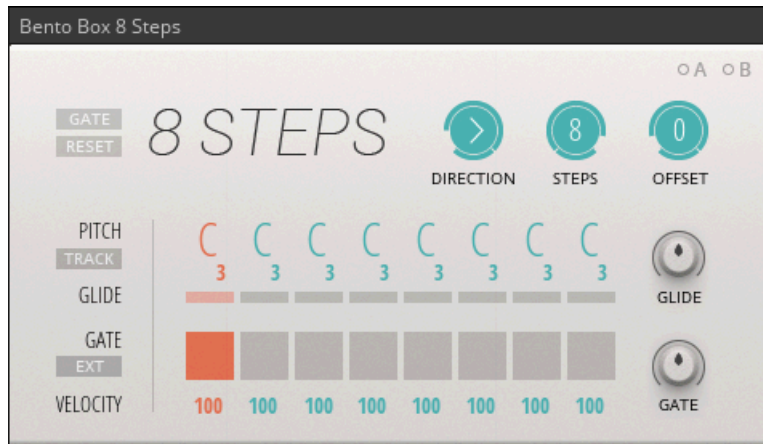 Bento Box 8 Steps
A B
GATE
RESET
8 STEPS
8
0
DIRECTION STEPS OFFSET
PITCH
TRACK
C C C C C C C C
3 3 3 3 3 3 3 3
GLIDE
GLIDE
GATE
EXT
VELOCITY
100 100 100 100 100 100 100 100
GATE